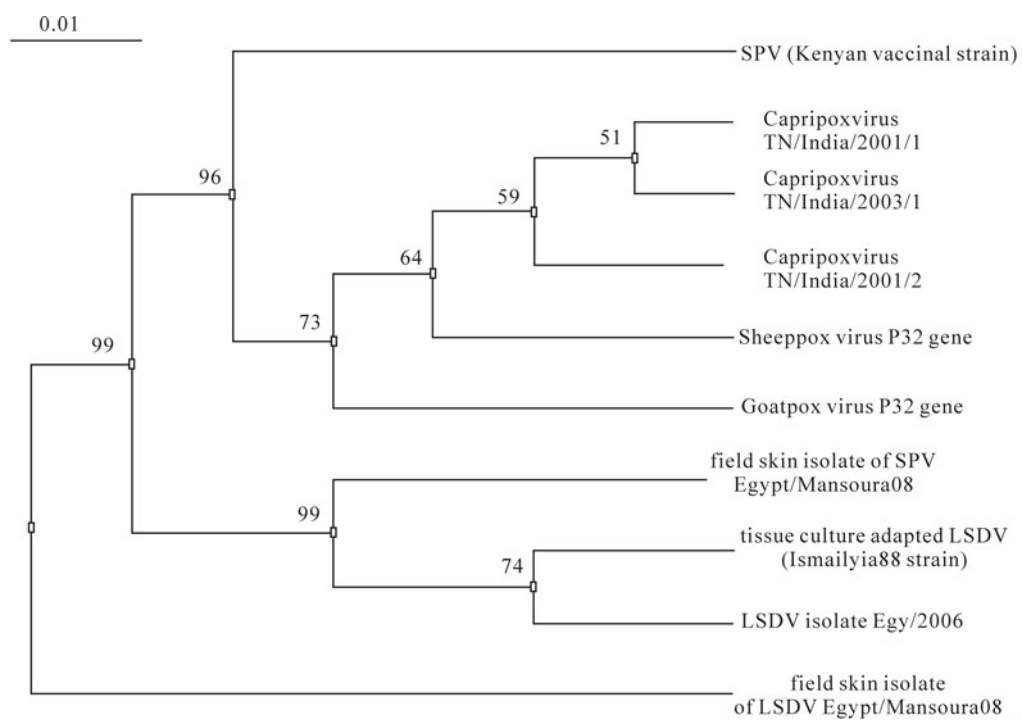 0.01
SPV (Kenyan vaccinal strain)
Capripoxvirus
TN/India/2001/1
51
Capripoxvirus
TN/India/2003/1
96
59
Capripoxvirus
TN/India/2001/2
64
73
Sheeppox virus P32 gene
99
Goatpox virus P32 gene
field skin isolate of SPV
Egypt/Mansoura08
99
tissue culture adapted LSDV
(Ismailyia88 strain)
74
LSDV isolate Egy/2006
field skin isolate
of LSDV Egypt/Mansoura08